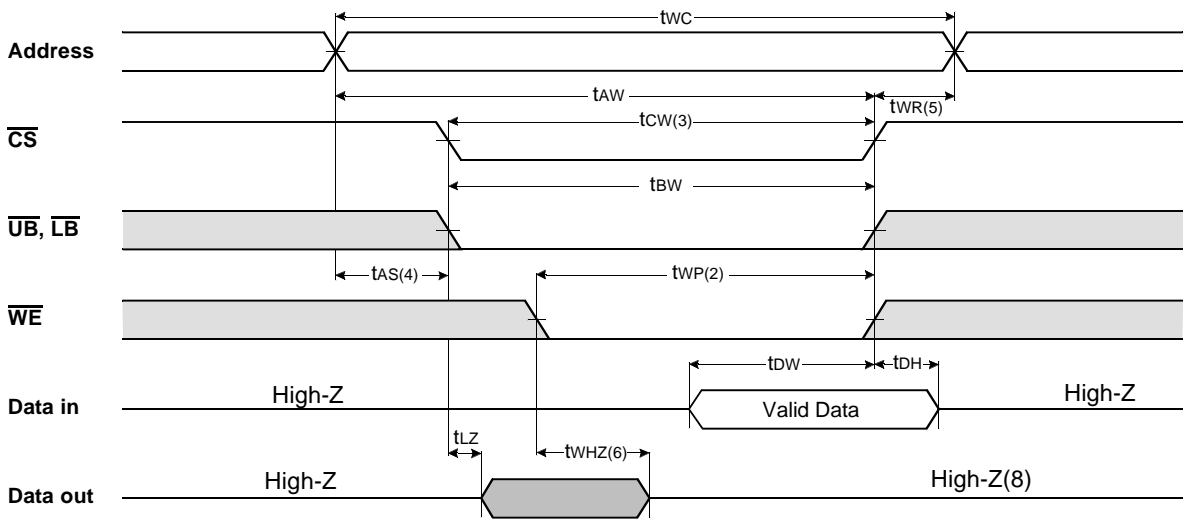 tWC
Address
tAW
tWR(5)
CS
tCW(3)
tBW
UB, LB
tAS(4)
tWP(2)
WE
tDW
tDH
Data in
High-Z
Valid Data
High-Z
tLZ
tWHZ(6)
Data out
High-Z
High-Z(8)